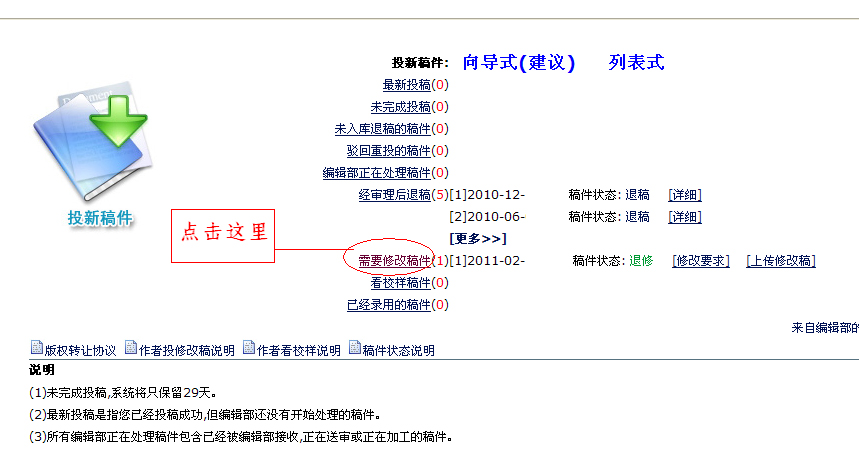 投新稿件: 向导式(建议) 列表式
最新投稿(0)
未完成投稿(0)
未入库退稿的稿件(0)
驳回重投的稿件(0)
编辑部正在处理稿件(0)
经审理后退稿(5)[1]2010-12- 稿件状态: 退稿 [详细]
[2]2010-06- 稿件状态: 退稿 [详细]
投新稿件
点击这里
[更多>>]
需要修改稿件(1)[1]2011-02- 稿件状态: 退修 [修改要求] [上传修改稿]
看校样稿件(0)
已经录用的稿件(0)
来自编辑部的
版权转让协议 作者投修改稿说明 作者看校样说明 稿件状态说明
说明
(1)未完成投稿,系统将只保留29天。
(2)最新投稿是指您已经投稿成功,但编辑部还没有开始处理的稿件。
(3)所有编辑部正在处理稿件包含已经被编辑部接收,正在送审或正在加工的稿件。